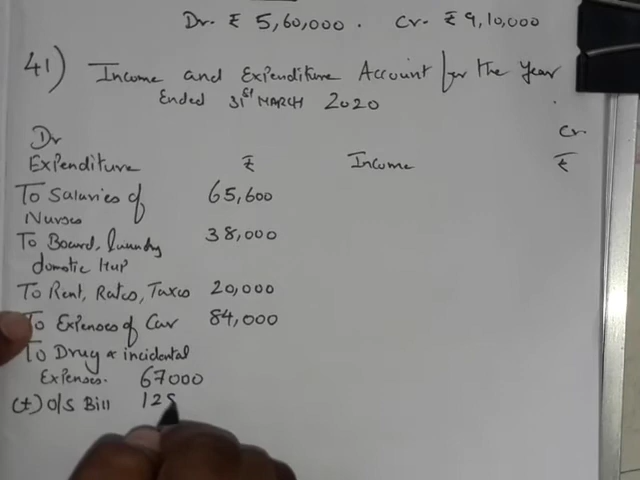 Dr. ₹ 5,60,000. Cr. ₹ 9,10,000
41) Income and Expenditure Account for the Year
Ended 31st MARCH 2020
Dr Cr.
Expenditure ₹ Income ₹
To Salaries of 65,600
Nurses
To Board, laundry 38,000
domestic Help
To Rent, Rates, Taxes 20,000
To Expenses of Car 84,000
To Drug & incidental
Expenses. 67000
(+) O/S Bill 12